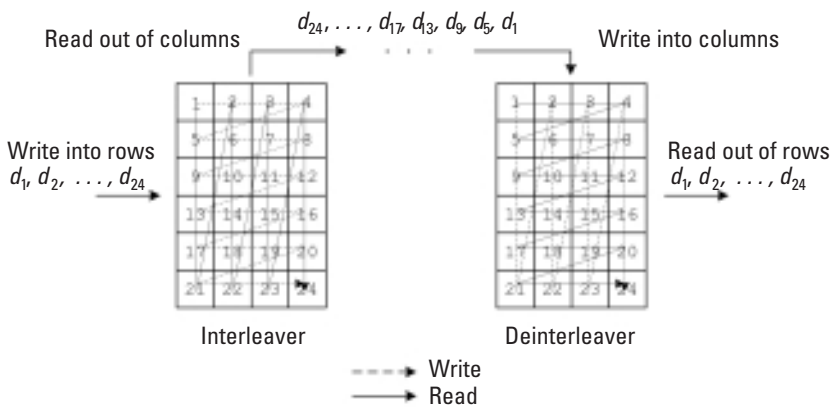 d24, . . . , d17, d13, d9, d5, d1
Read out of columns
. . .
Write into columns
1 2 3 4
5 6 7 8
9 10 11 12
13 14 15 16
17 18 19 20
21 22 23 24
Write into rows
d1, d2, . . . , d24
Interleaver
1 2 3 4
5 6 7 8
9 10 11 12
13 14 15 16
17 18 19 20
21 22 23 24
Read out of rows
d1, d2, . . . , d24
Deinterleaver
Write
Read